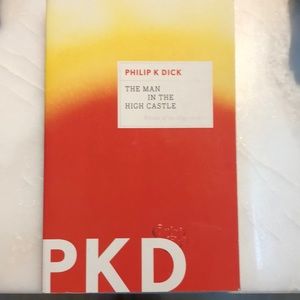 PHILIP K DICK
THE MAN
IN THE
HIGH CASTLE
PKD